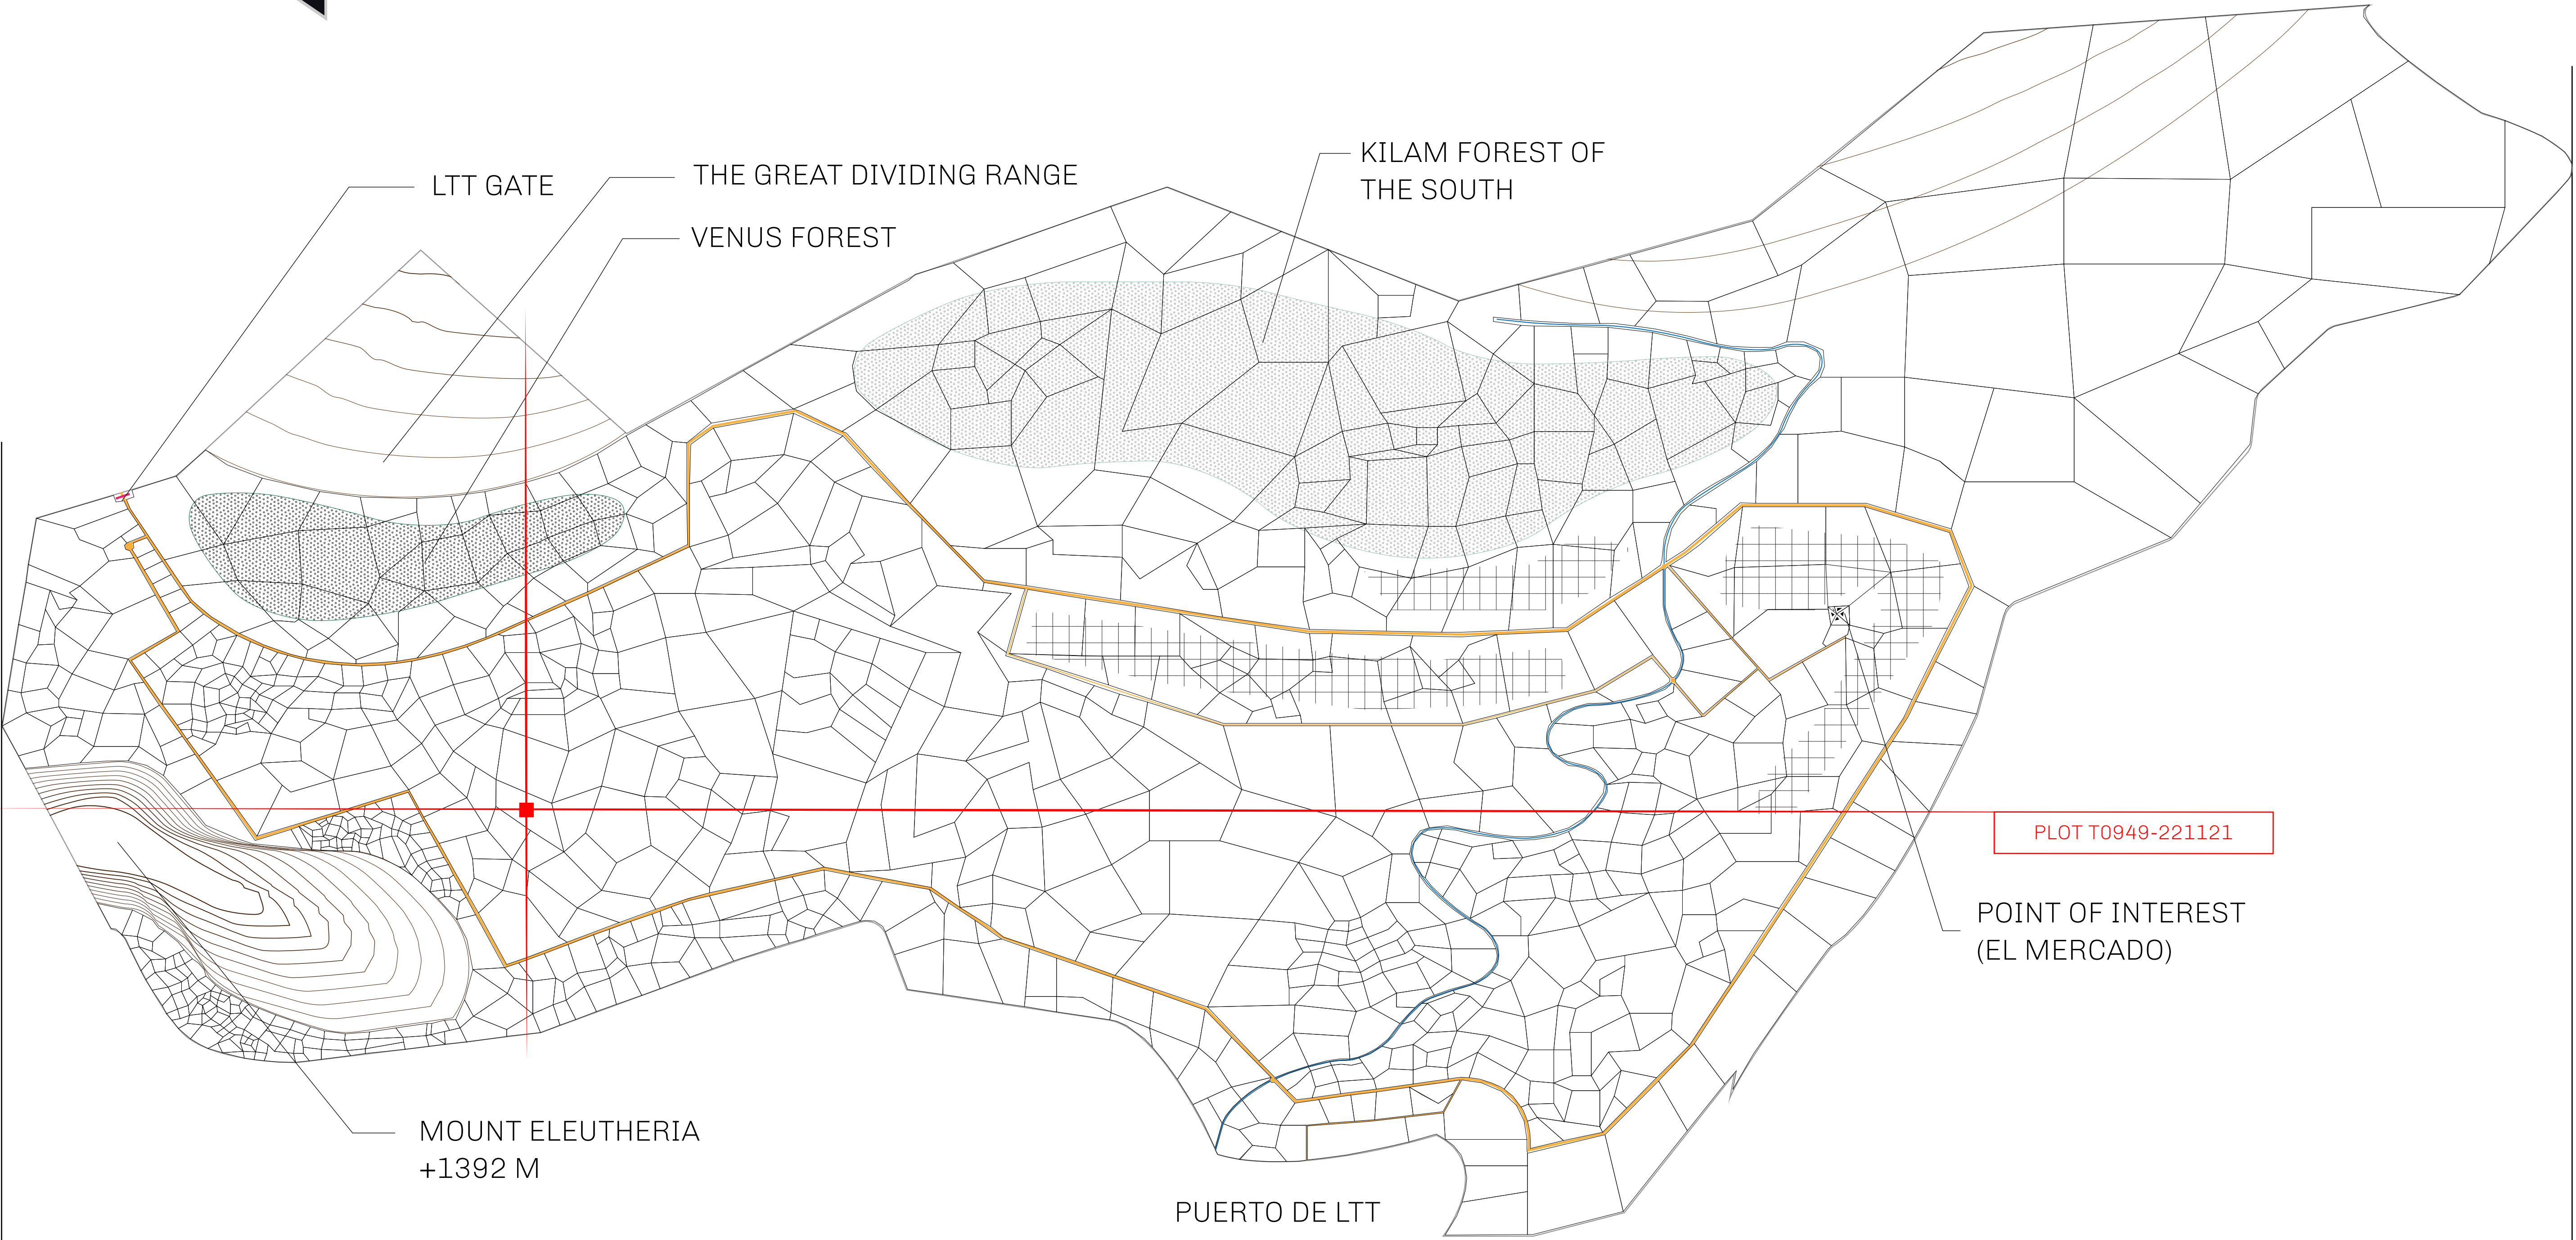 KILAM FOREST OF
THE SOUTH
THE GREAT DIVIDING RANGE
LTT GATE
VENUS FOREST
PLOT T0949-221121
POINT OF INTEREST
(EL MERCADO)
MOUNT ELEUTHERIA
+1392 M
PUERTO DE LTT